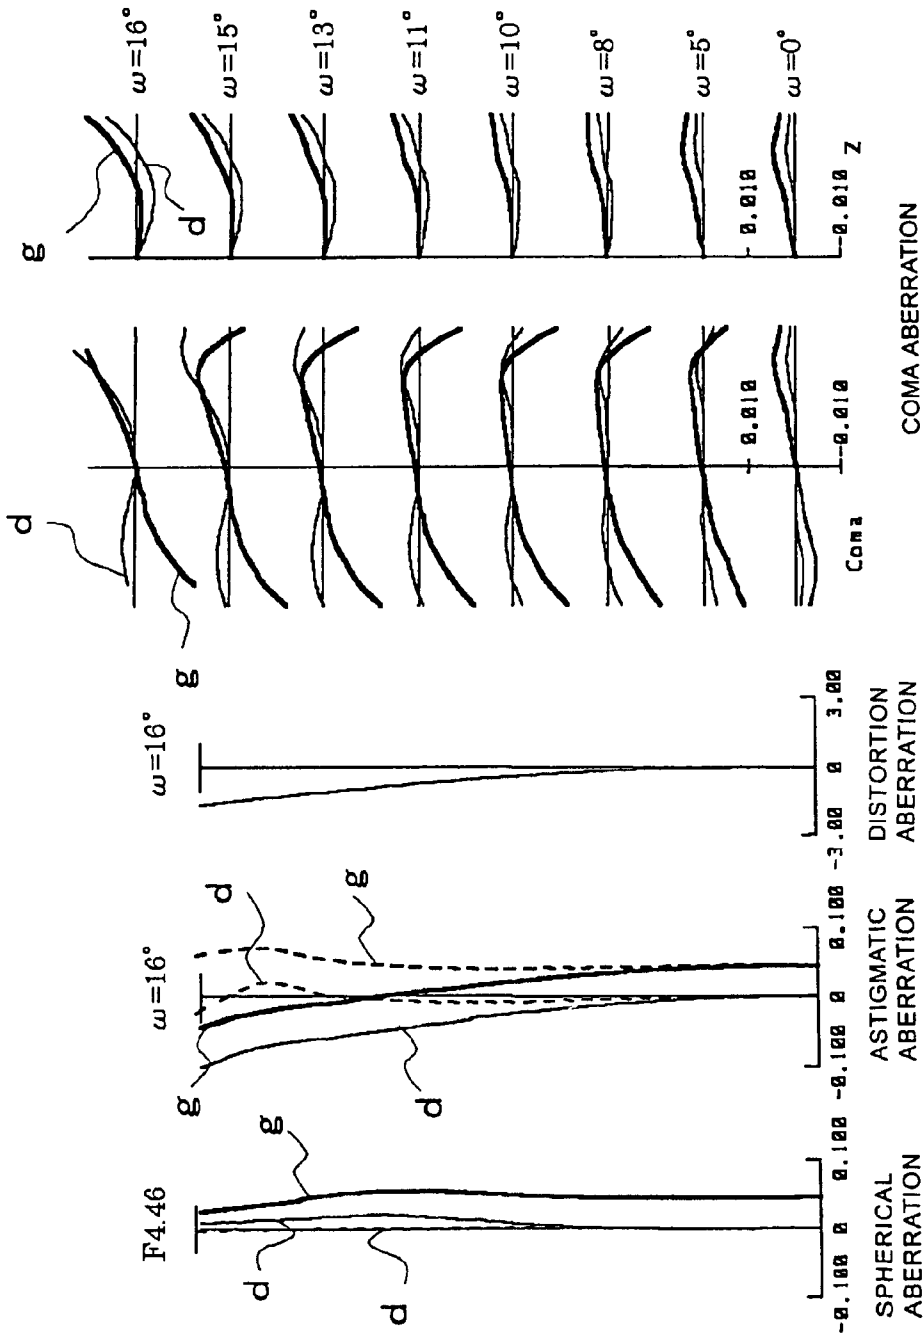 F4.46
g
d
d
-0.100 0 0.100
SPHERICAL
ABERRATION
ω=16°
g
d
d
g
-0.100 0 0.100
ASTIGMATIC
ABERRATION
ω=16°
-3.00 0 3.00
DISTORTION
ABERRATION
d
g
g
d
ω=16°
ω=15°
ω=13°
ω=11°
ω=10°
ω=8°
ω=5°
ω=0°
0.010
-0.010
Coma
0.010
-0.010
Z
COMA ABERRATION